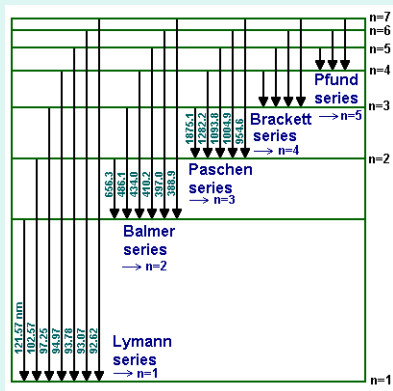 n=7
n=6
n=5
n=4
Pfund
series
→ n=5
n=3
1875.1
1282.2
1093.8
1004.9
954.6
Brackett
series
→ n=4
n=2
656.3
486.1
434.0
410.2
397.0
388.9
Paschen
series
→ n=3
Balmer
series
→ n=2
121.57 nm
102.57
97.25
94.97
93.78
93.07
92.62
Lymann
series
→ n=1
n=1